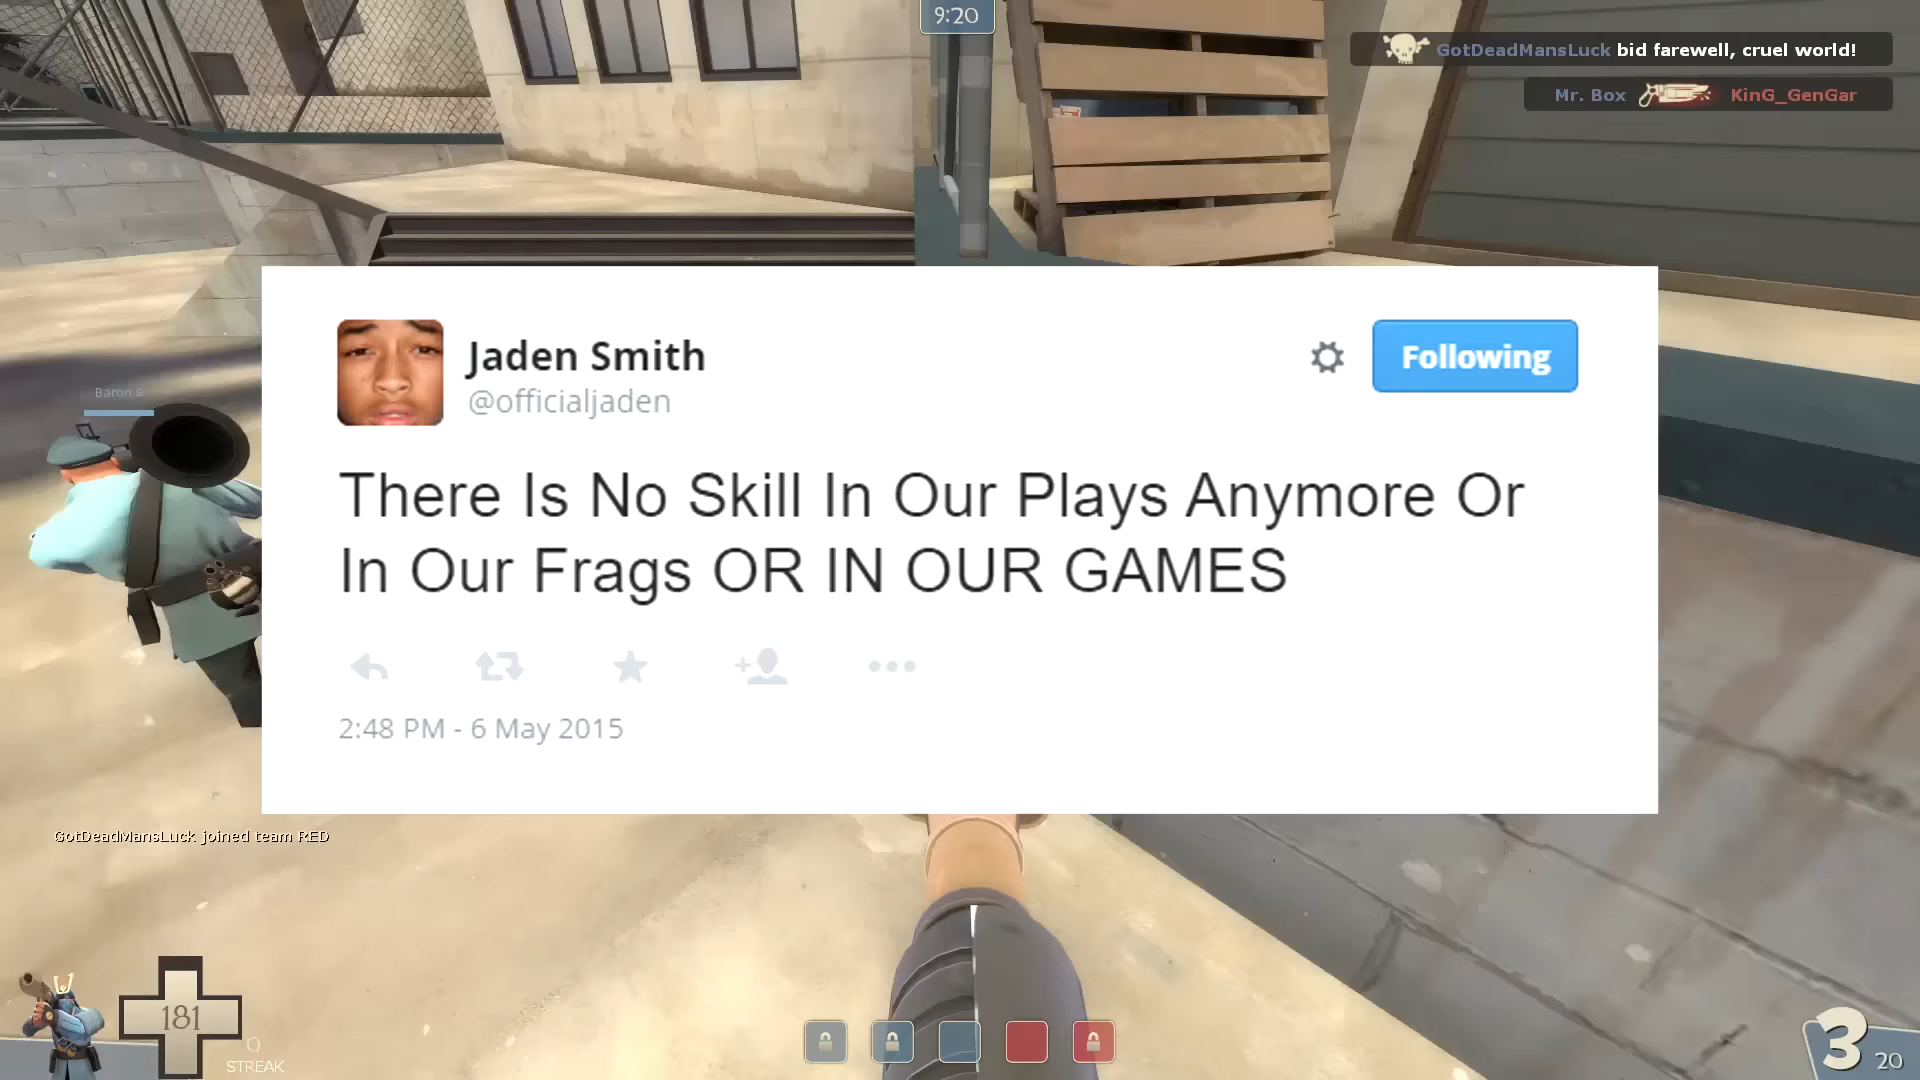 9:20
GotDeadMansLuck bid farewell, cruel world!
Mr. Box KinG_GenGar
Jaden Smith
@officialjaden
Following
Baron
There Is No Skill In Our Plays Anymore Or
In Our Frags OR IN OUR GAMES
2:48 PM - 6 May 2015
GotDeadMansLuck joined team RED
181
0
STREAK
3
20